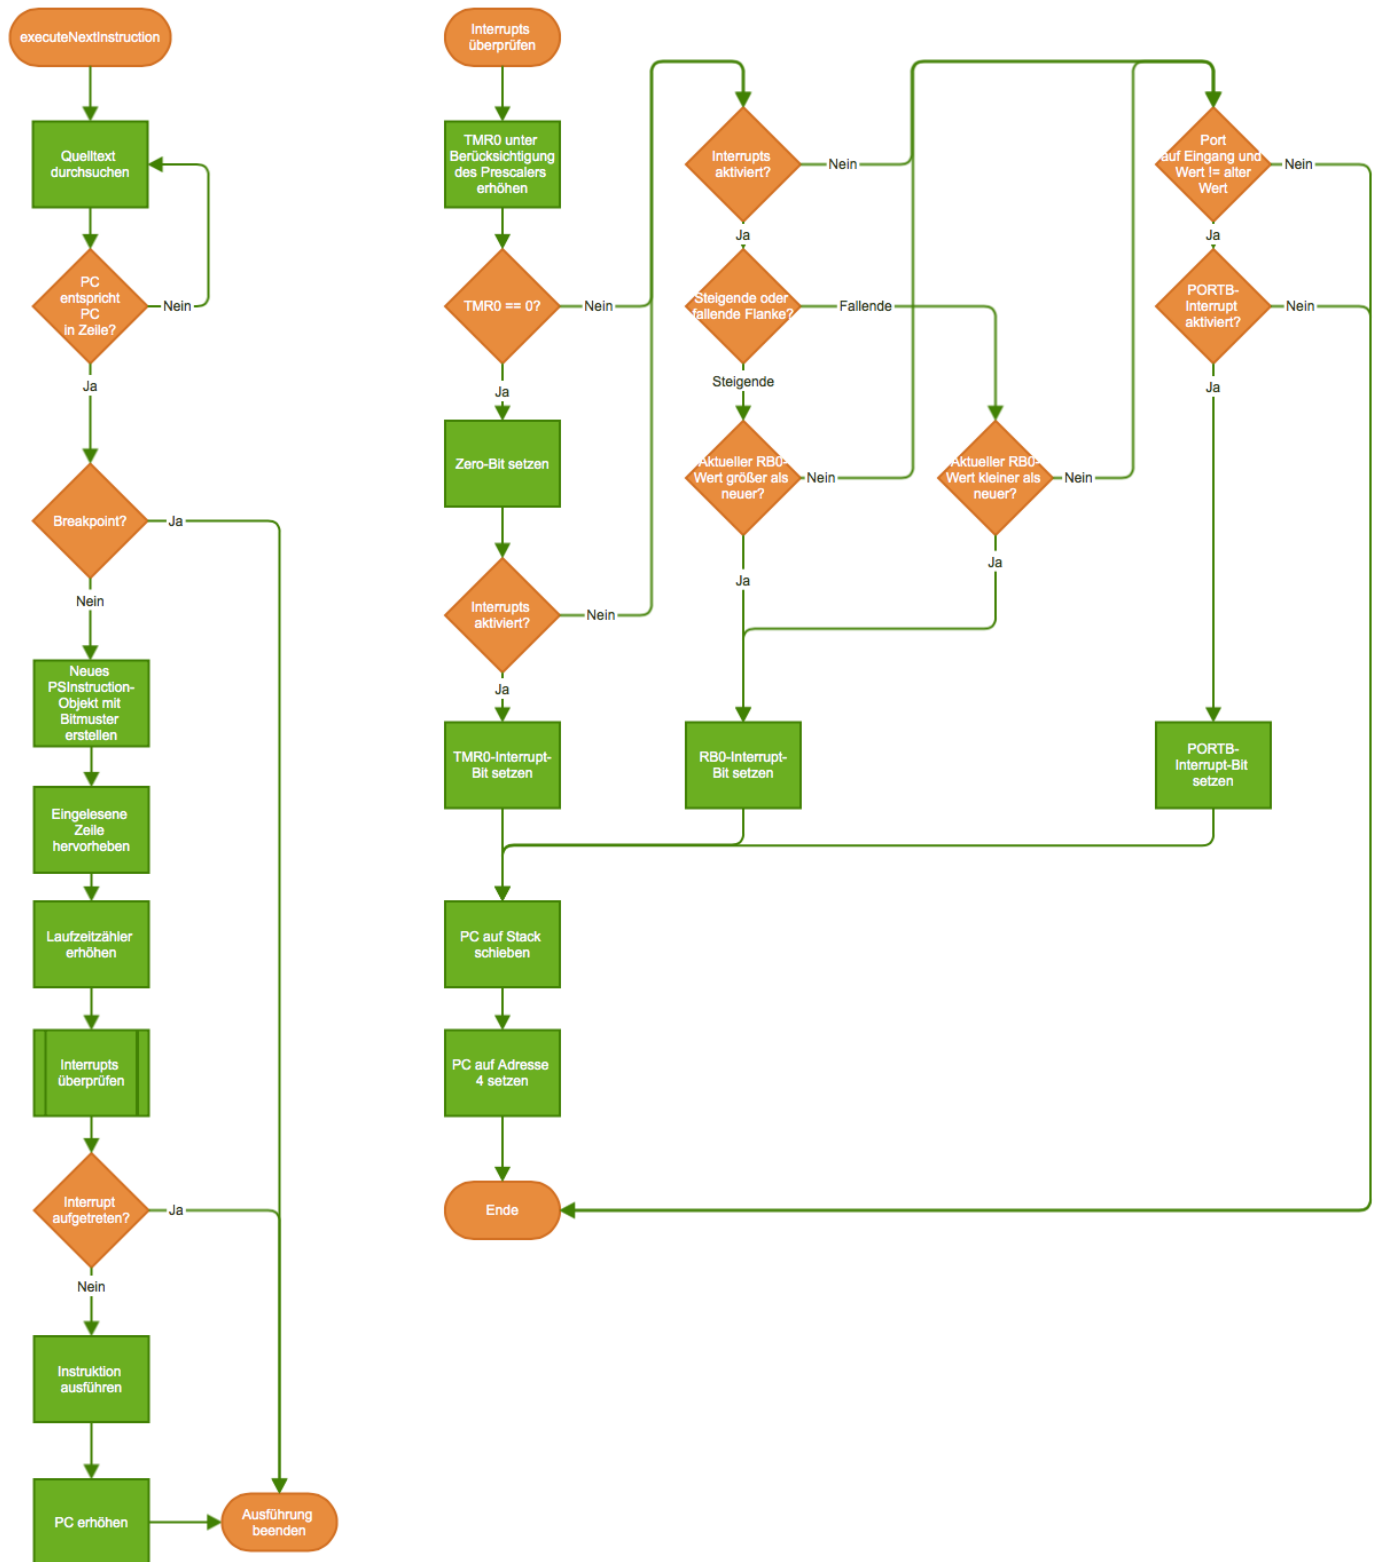 executeNextInstruction
Quelltext
durchsuchen
PC
entspricht
PC
in Zeile?
Nein
Ja
Breakpoint?
Ja
Nein
Neues
PSInstruction-
Objekt mit
Bitmuster
erstellen
Eingelesene
Zeile
hervorheben
Laufzeitzähler
erhöhen
Interrupts
überprüfen
Interrupt
aufgetreten?
Ja
Nein
Instruktion
ausführen
PC erhöhen
Ausführung
beenden
Interrupts
überprüfen
TMR0 unter
Berücksichtigung
des Prescalers
erhöhen
TMR0 == 0?
Nein
Ja
Zero-Bit setzen
Interrupts
aktiviert?
Nein
Ja
TMR0-Interrupt-
Bit setzen
PC auf Stack
schieben
PC auf Adresse
4 setzen
Ende
Interrupts
aktiviert?
Nein
Ja
Steigende oder
fallende Flanke?
Fallende
Steigende
Aktueller RB0-
Wert größer als
neuer?
Nein
Ja
Aktueller RB0-
Wert kleiner als
neuer?
Nein
Ja
RB0-Interrupt-
Bit setzen
Port
auf Eingang und
Wert != alter
Wert
Nein
Ja
PORTB-
Interrupt
aktiviert?
Nein
Ja
PORTB-
Interrupt-Bit
setzen